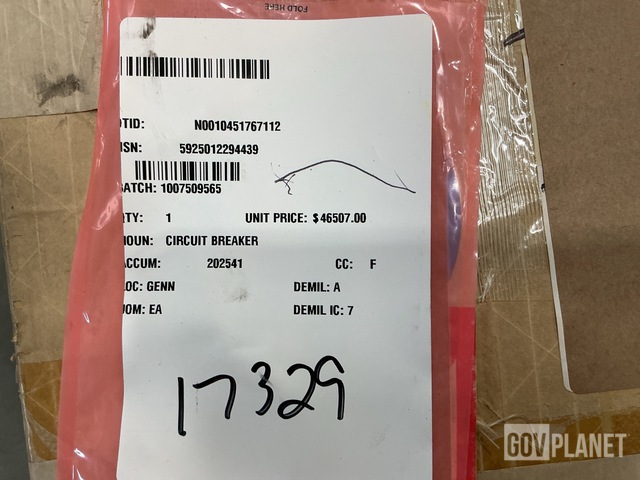 FOLD HERE
DTID: N0010451767112
NSN: 5925012294439
BATCH: 1007509565
QTY: 1 UNIT PRICE: $ 46507.00
NOUN: CIRCUIT BREAKER
ACCUM: 202541 CC: F
LOC: GENN DEMIL: A
UOM: EA DEMIL IC: 7
17329
GOVPLANET